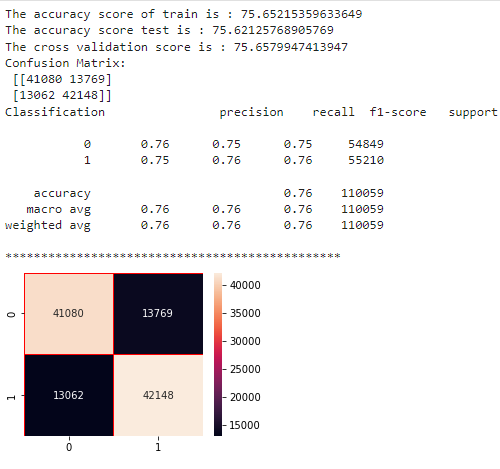 The accuracy score of train is : 75.65215359633649
The accuracy score test is : 75.62125768905769
The cross validation score is : 75.6579947413947
Confusion Matrix:
[[41080 13769]
[13062 42148]]
Classification precision recall f1-score support
0 0.76 0.75 0.75 54849
1 0.75 0.76 0.76 55210
accuracy 0.76 110059
macro avg 0.76 0.76 0.76 110059
weighted avg 0.76 0.76 0.76 110059
***********************************************
0 41080 13769
1 13062 42148
0 1
40000
35000
30000
25000
20000
15000